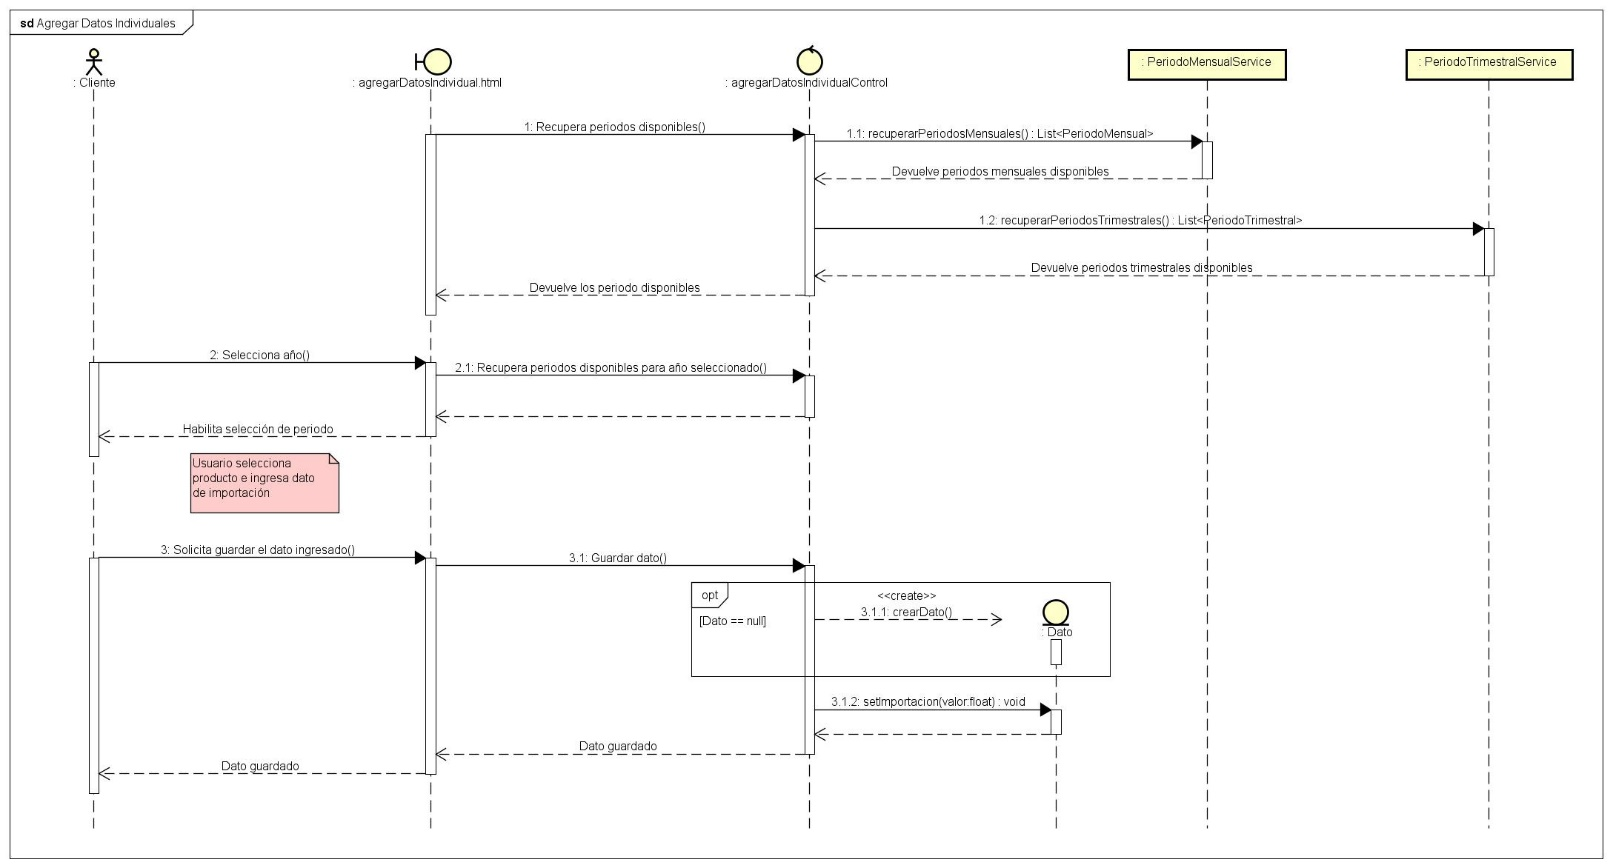 sd Agregar Datos Individuales
: Cliente
: agregarDatosIndividual.html
: agregarDatosIndividualControl
: PeriodoMensualService
: PeriodoTrimestralService
1: Recupera periodos disponibles()
1.1: recuperarPeriodosMensuales() : List<PeriodoMensual>
Devuelve periodos mensuales disponibles
1.2: recuperarPeriodosTrimestrales() : List<PeriodoTrimestral>
Devuelve periodos trimestrales disponibles
Devuelve los periodo disponibles
2: Selecciona año()
2.1: Recupera periodos disponibles para año seleccionado()
Habilita selección de periodo
Usuario selecciona
producto e ingresa dato
de importación
3: Solicita guardar el dato ingresado()
3.1: Guardar dato()
opt
[Dato == null]
<<create>>
3.1.1: crearDato()
: Dato
3.1.2: setImportacion(valor:float) : void
Dato guardado
Dato guardado